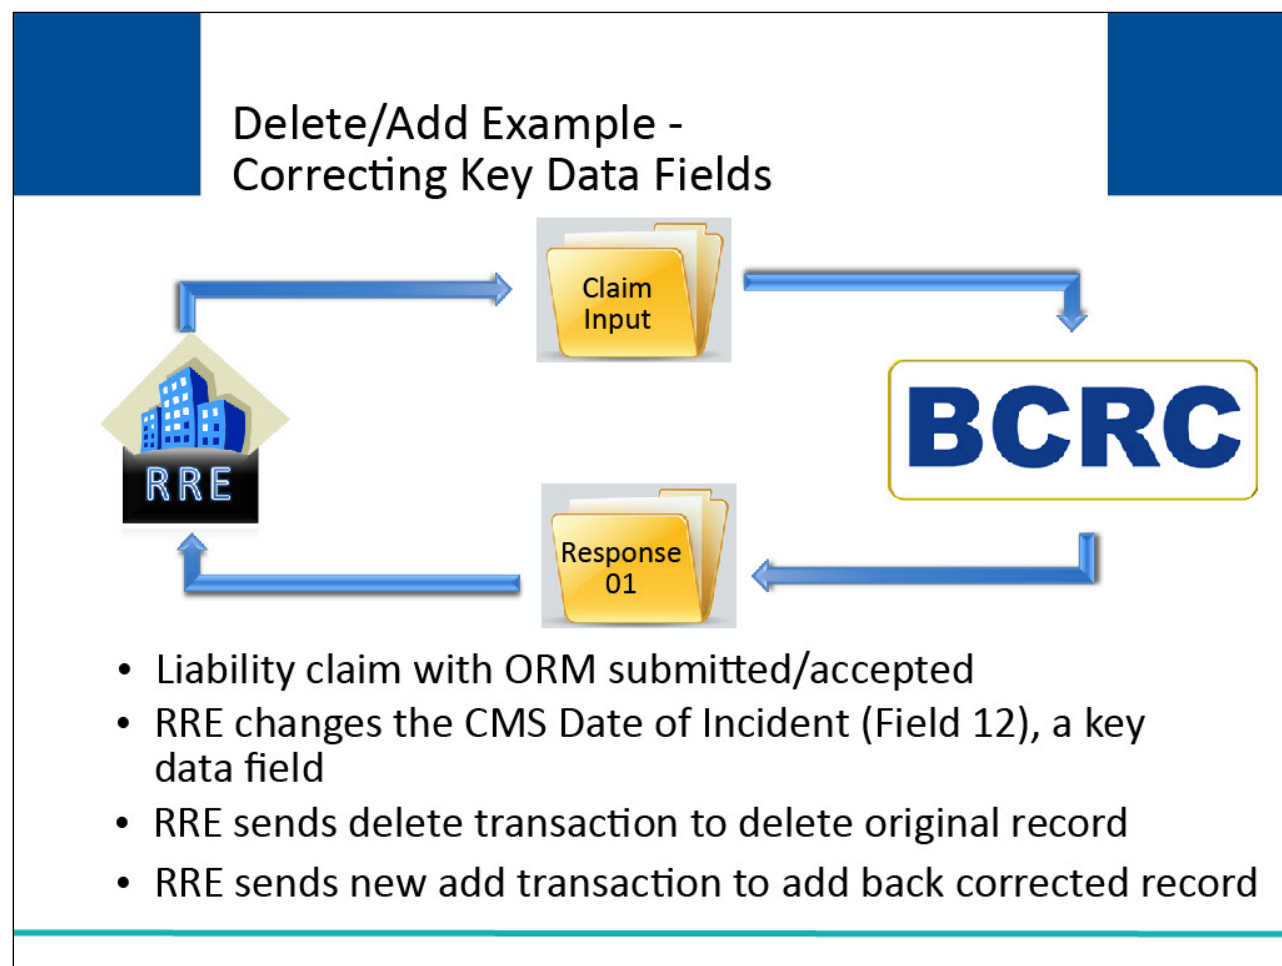 Delete/Add Example -
Correcting Key Data Fields
Claim
Input
RRE
BCRC
Response
01
• Liability claim with ORM submitted/accepted
• RRE changes the CMS Date of Incident (Field 12), a key
data field
• RRE sends delete transaction to delete original record
• RRE sends new add transaction to add back corrected record